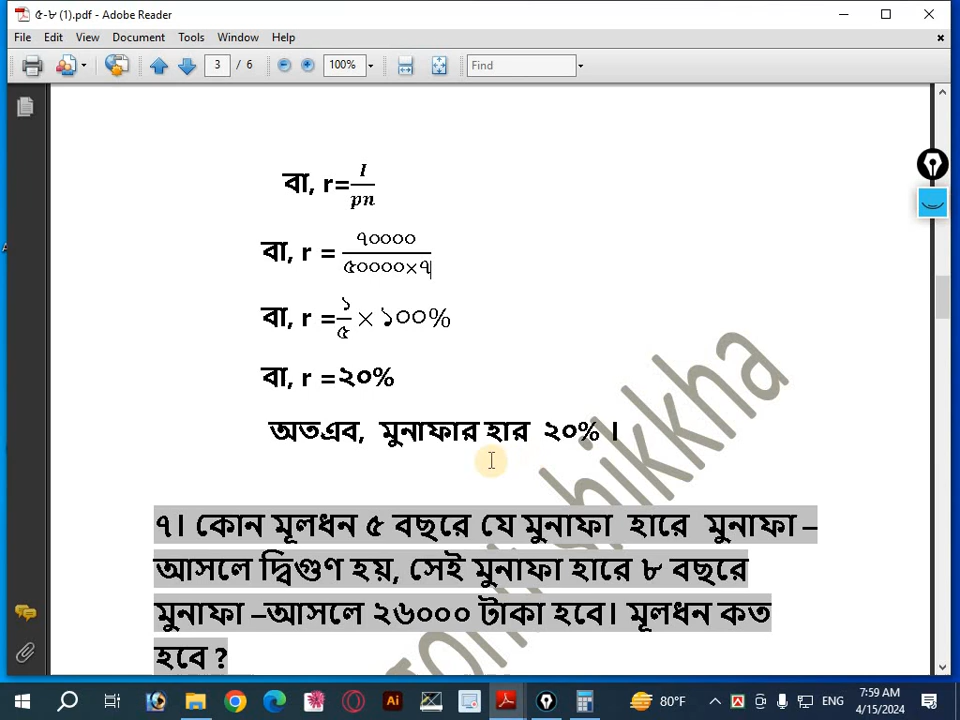 ৫-৮ (1).pdf - Adobe Reader
File Edit View Document Tools Window Help
3 / 6 100% Find
বা, r=I/pn
বা, r = ৭০০০০/৫০০০০×৭
বা, r =১/৫ × ১০০%
বা, r =২০%
অতএব, মুনাফার হার ২০% ।
৭। কোন মূলধন ৫ বছরে যে মুনাফা হারে মুনাফা –
আসলে দ্বিগুণ হয়, সেই মুনাফা হারে ৮ বছরে
মুনাফা –আসলে ২৬০০০ টাকা হবে। মূলধন কত
হবে ?
80°F ENG 7:59 AM
4/15/2024